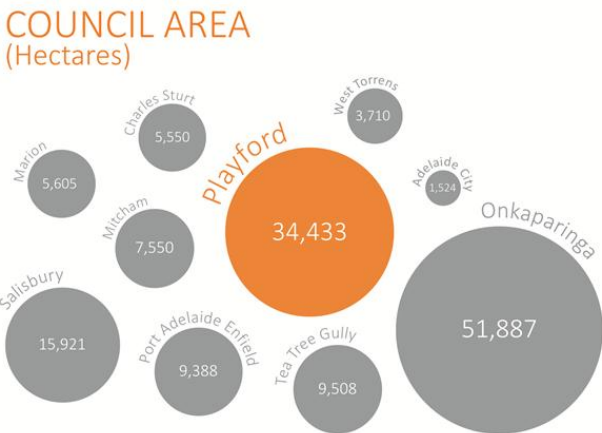 COUNCIL AREA
(Hectares)
West Torrens
3,710
Charles Sturt
5,550
Marion
5,605
Playford
34,433
Adelaide City
1,524
Mitcham
7,550
Onkaparinga
51,887
Salisbury
15,921
Port Adelaide Enfield
9,388
Tea Tree Gully
9,508